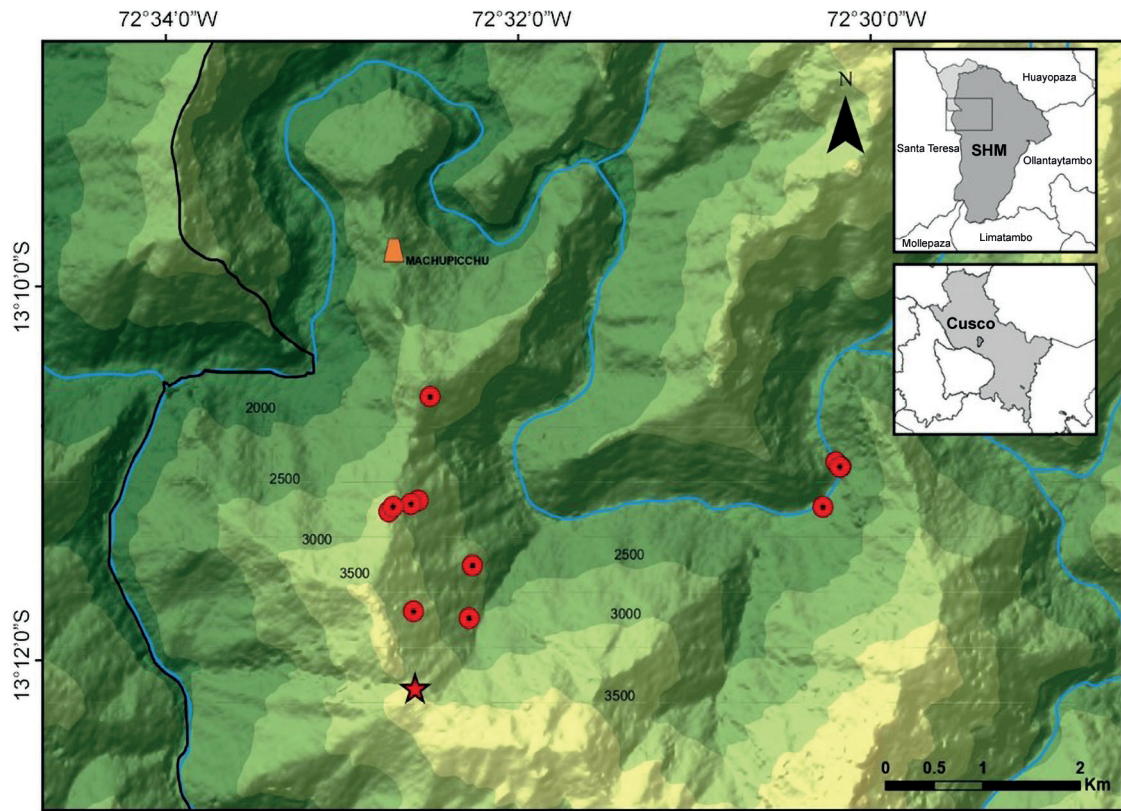 72°34'0"W
72°32'0"W
72°30'0"W
N
Huayopaza
Santa Teresa
SHM
Ollantaytambo
Mollepaza
Limatambo
13°10'0"S
MACHUPICCHU
Cusco
2000
2500
3000
3500
2500
3000
3500
13°12'0"S
0 0.5 1 2
Km